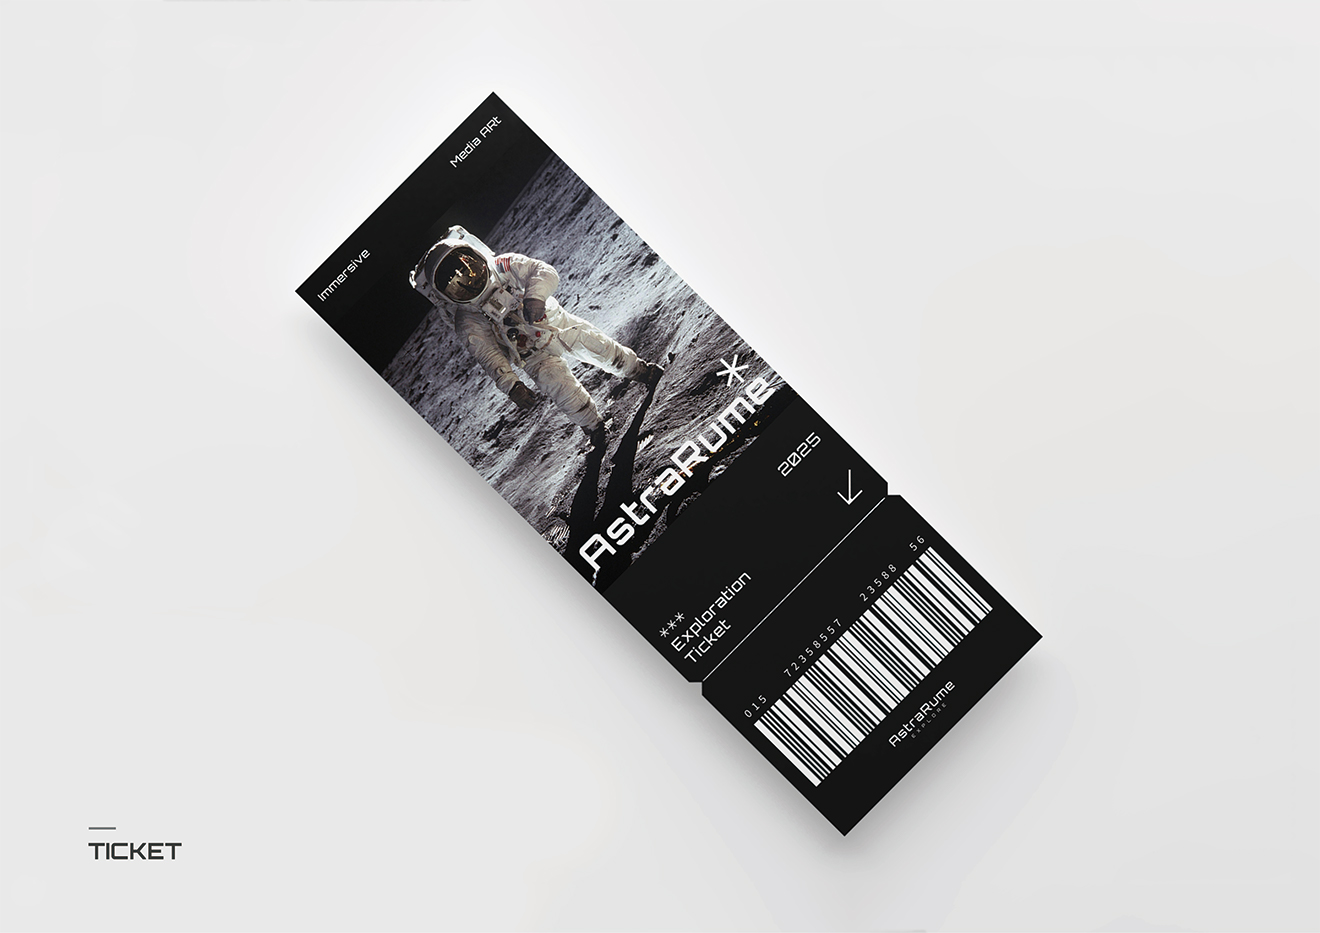 Immersive
Media ARt
AstraRume*
2025
***
Exploration
Ticket
015 72358557 23588 56
AstraRume
EXPLORE
TICKET